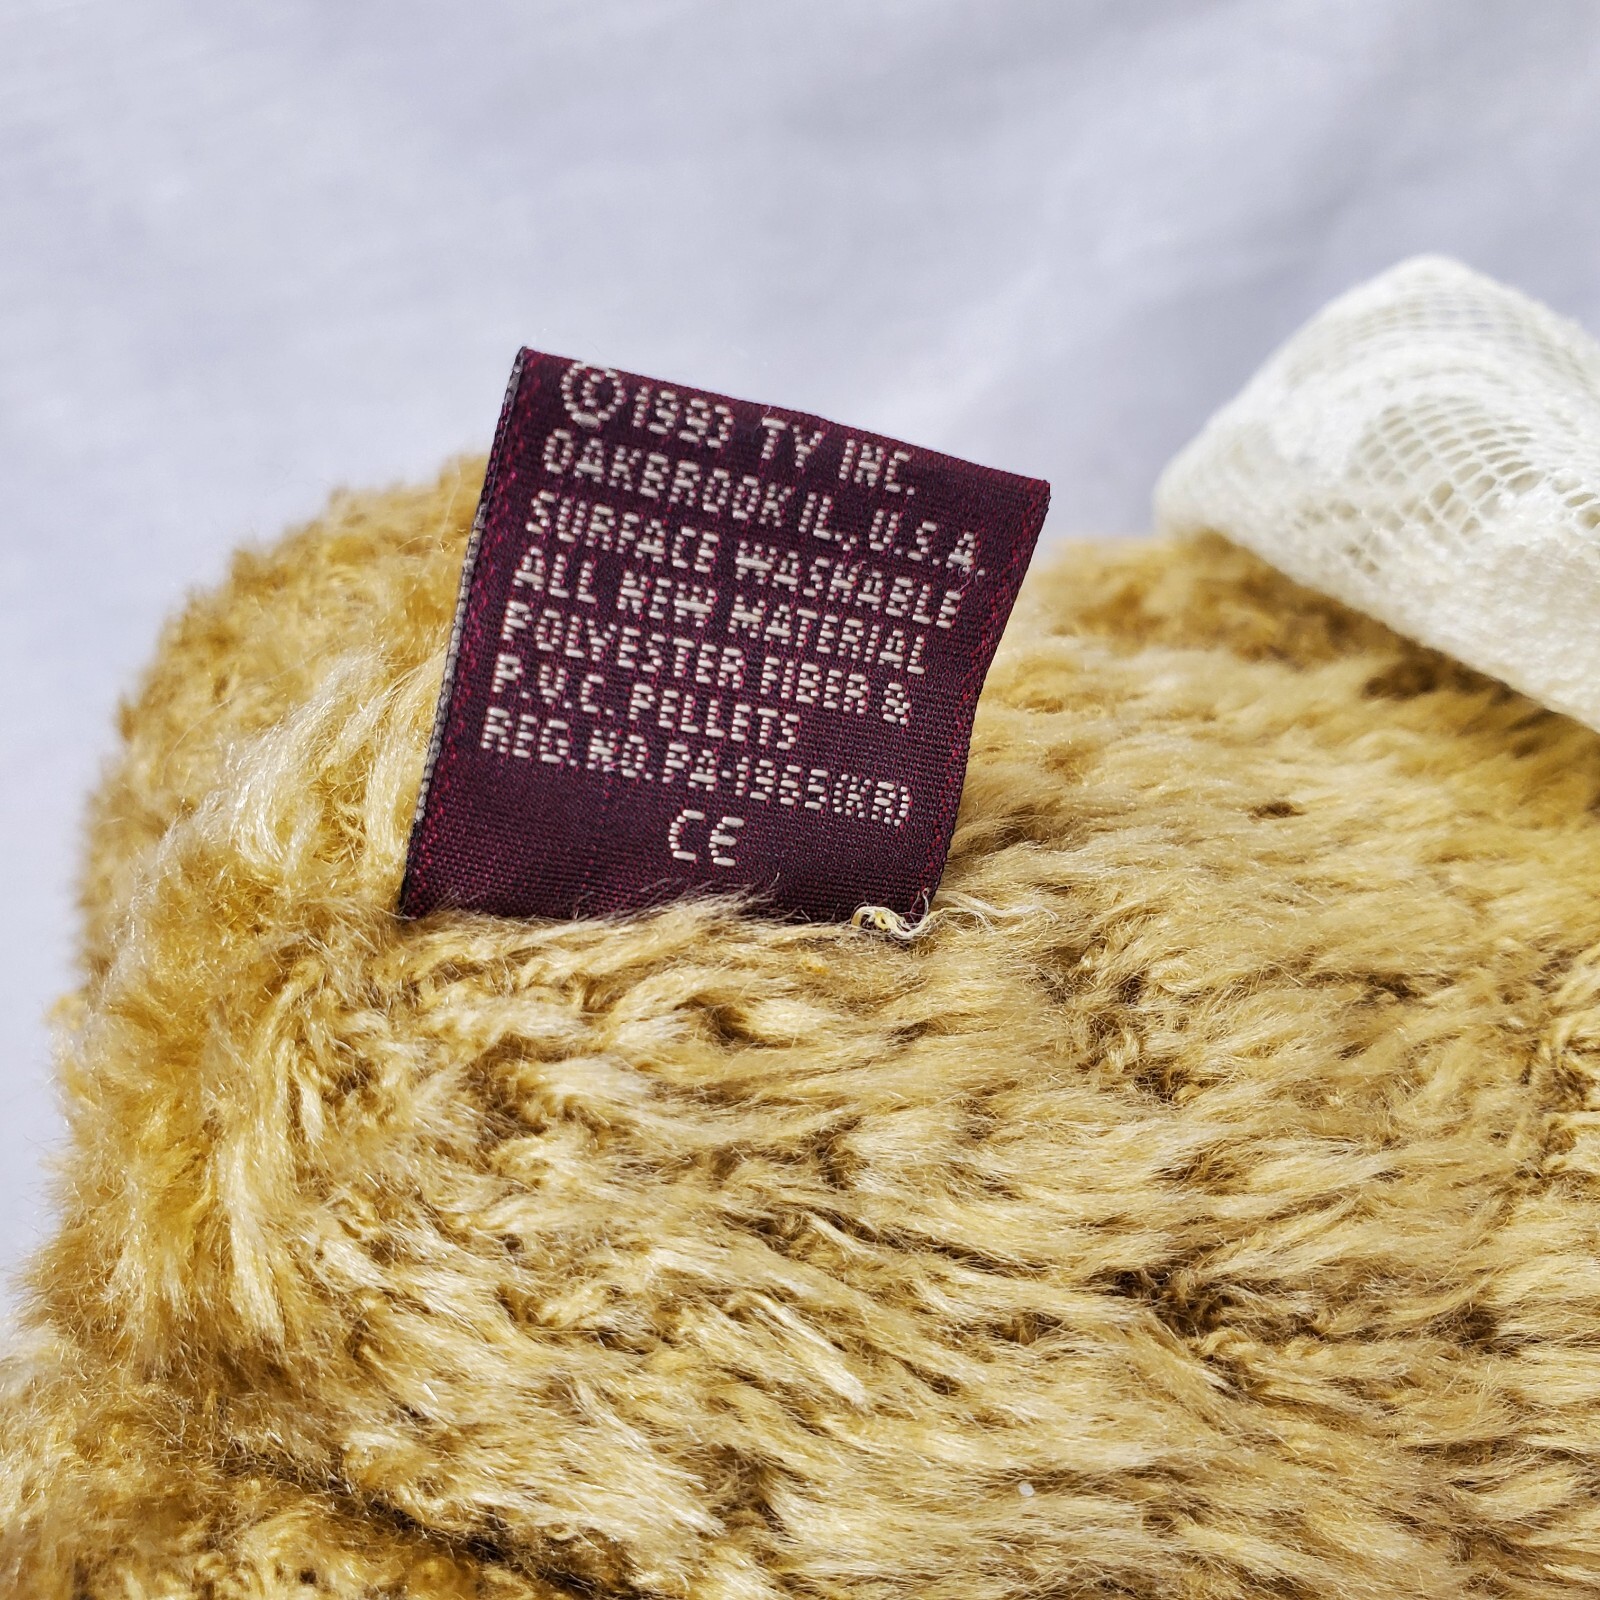 © 1993 TY INC.
OAKBROOK IL., U.S.A.
SURFACE WASHABLE
ALL NEW MATERIAL
POLYESTER FIBER &
P.V.C. PELLETS
REG. NO. PA-1965(KR)
CE